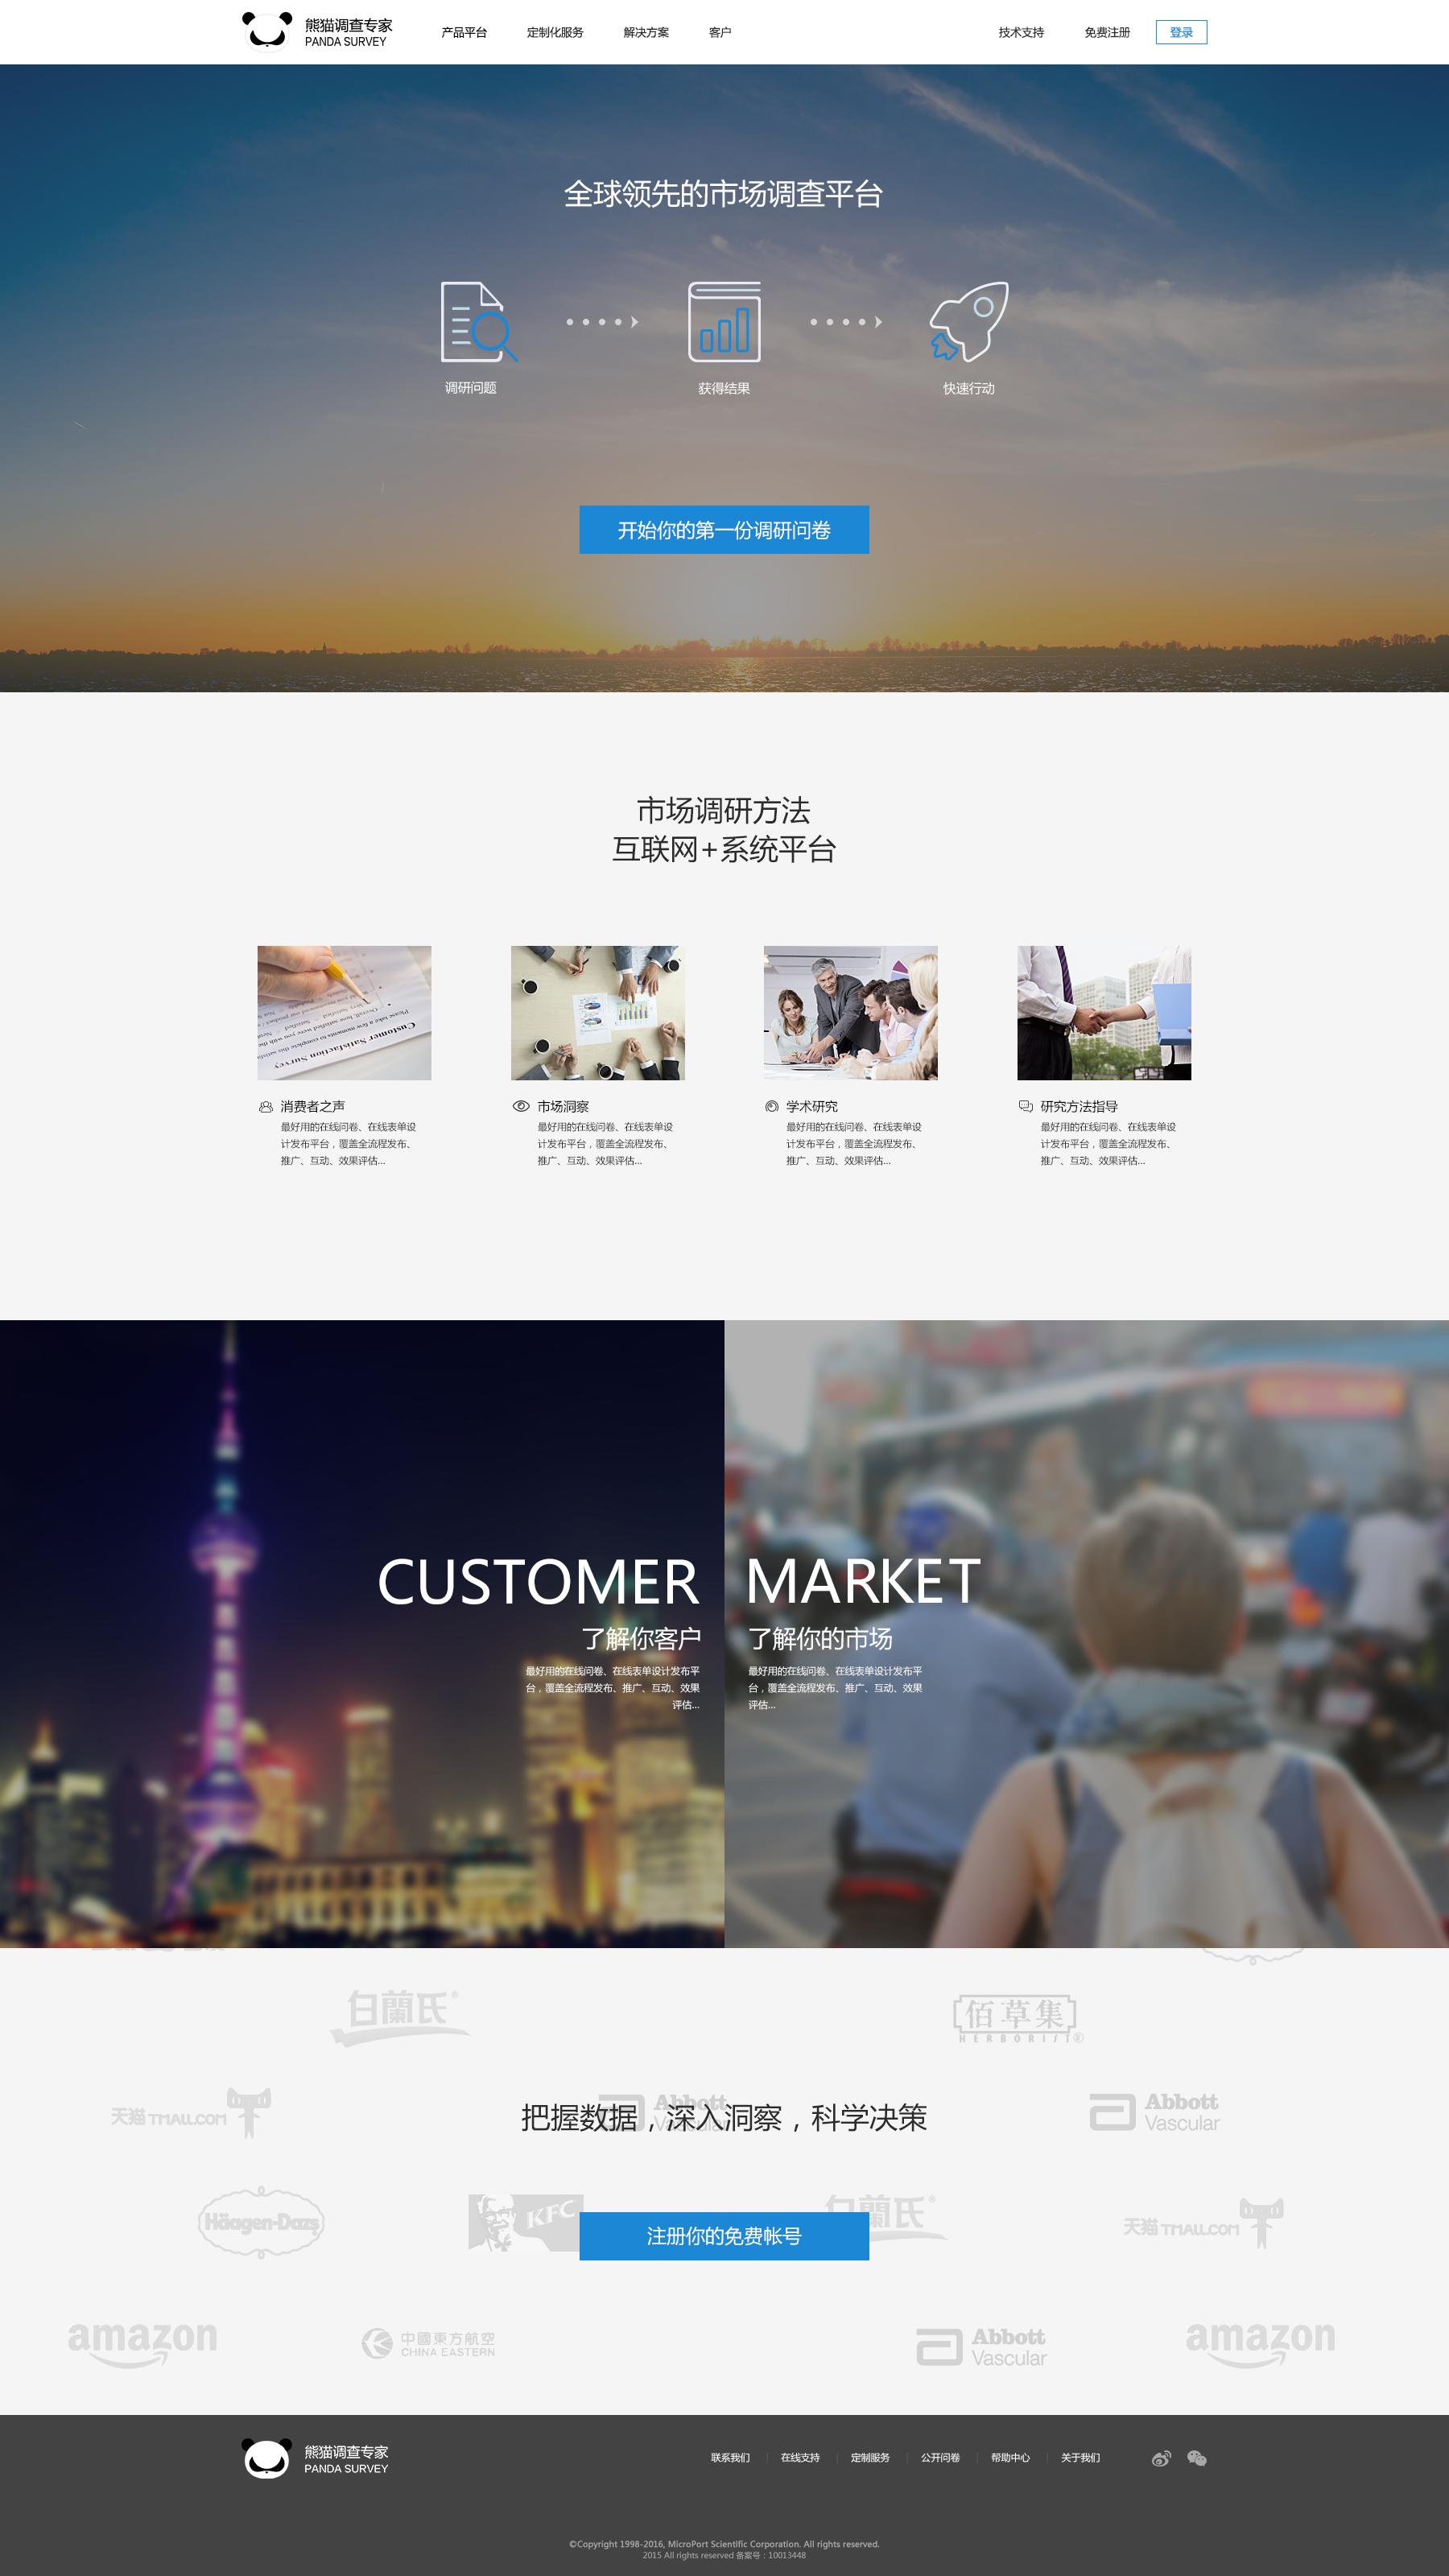 熊猫调查专家
PANDA SURVEY
产品平台
定制化服务
解决方案
客户
技术支持
免费注册
登录
全球领先的市场调查平台
调研问题
获得结果
快速行动
开始你的第一份调研问卷
市场调研方法
互联网+系统平台
Customer Satisfaction Survey
消费者之声
最好用的在线问卷、在线表单设
计发布平台，覆盖全流程发布、
推广、互动、效果评估...
市场洞察
最好用的在线问卷、在线表单设
计发布平台，覆盖全流程发布、
推广、互动、效果评估...
学术研究
最好用的在线问卷、在线表单设
计发布平台，覆盖全流程发布、
推广、互动、效果评估...
研究方法指导
最好用的在线问卷、在线表单设
计发布平台，覆盖全流程发布、
推广、互动、效果评估...
CUSTOMER
了解你客户
最好用的在线问卷、在线表单设计发布平
台，覆盖全流程发布、推广、互动、效果
评估...
MARKET
了解你的市场
最好用的在线问卷、在线表单设计发布平
台，覆盖全流程发布、推广、互动、效果
评估...
白蘭氏®
佰草集
HERBORIST®
天猫 TMALL.COM
Abbott
Vascular
把握数据，深入洞察，科学决策
Abbott
Vascular
Häagen-Dazs
KFC
白蘭氏®
天猫 TMALL.COM
注册你的免费帐号
amazon
中國東方航空
CHINA EASTERN
Abbott
Vascular
amazon
熊猫调查专家
PANDA SURVEY
联系我们
在线支持
定制服务
公开问卷
帮助中心
关于我们
©Copyright 1998-2016, MicroPort Scientific Corporation. All rights reserved.
2015 All rights reserved 备案号：10013448